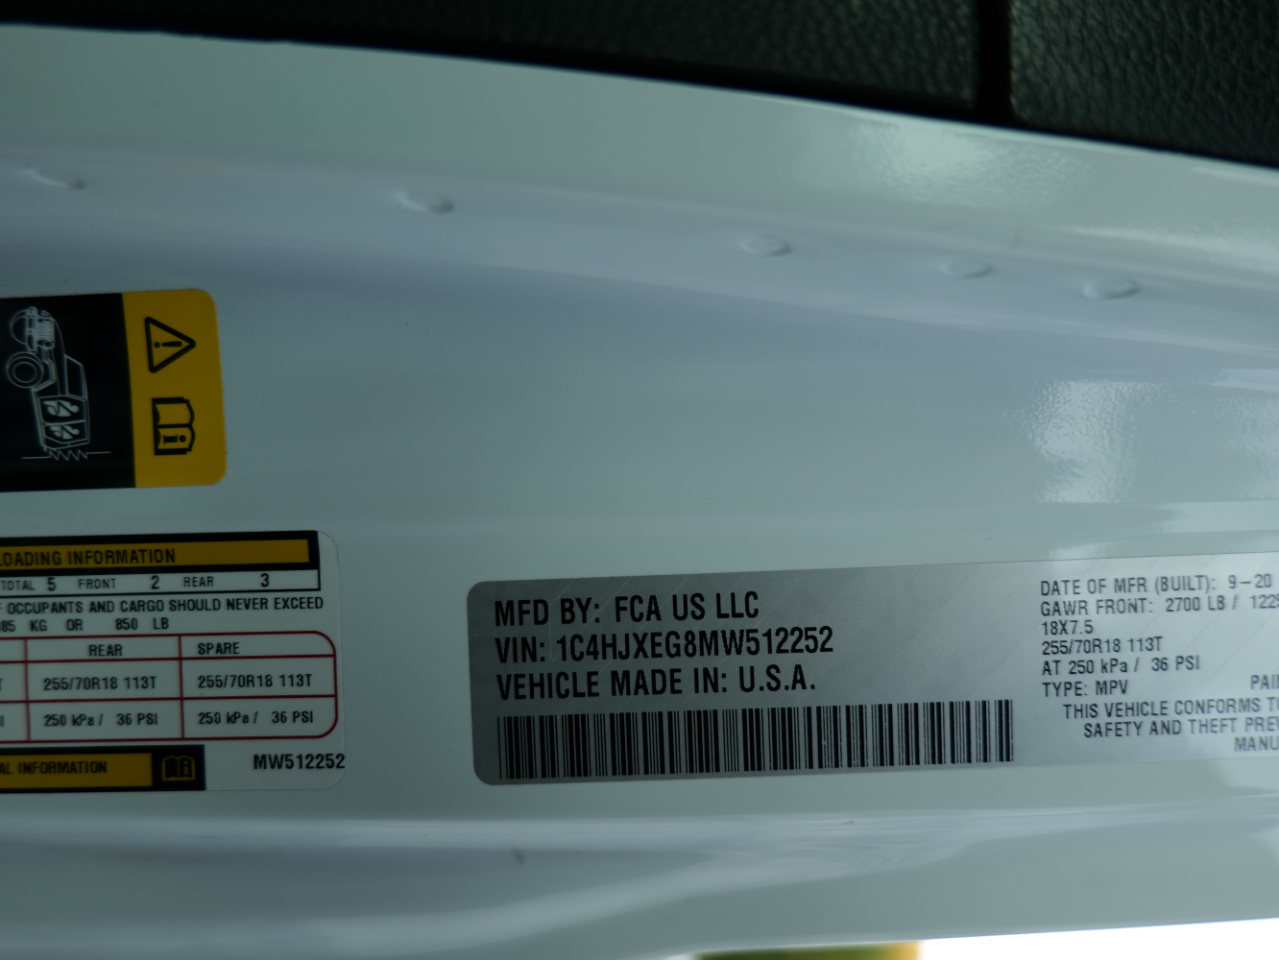 LOADING INFORMATION
TOTAL 5 FRONT 2 REAR 3
OCCUPANTS AND CARGO SHOULD NEVER EXCEED
KG OR 850 LB
REAR SPARE
255/70R18 113T 255/70R18 113T
250 kPa / 36 PSI 250 kPa / 36 PSI
INFORMATION
MW512252
MFD BY: FCA US LLC
VIN: 1C4HJXEG8MW512252
VEHICLE MADE IN: U.S.A.
DATE OF MFR (BUILT): 9-20
GAWR FRONT: 2700 LB /
18X7.5
255/70R18 113T
AT 250 kPa / 36 PSI
TYPE: MPV
THIS VEHICLE CONFORMS TO
SAFETY AND THEFT